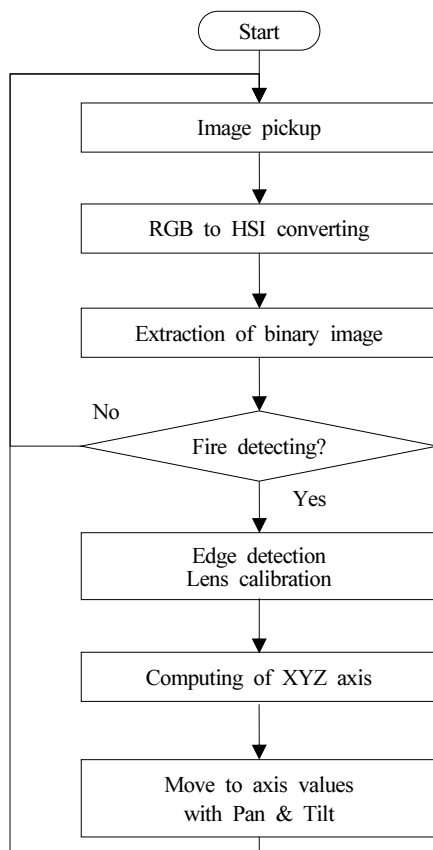 Start
Image pickup
RGB to HSI converting
Extraction of binary image
No
Fire detecting?
Yes
Edge detection
Lens calibration
Computing of XYZ axis
Move to axis values
with Pan & Tilt